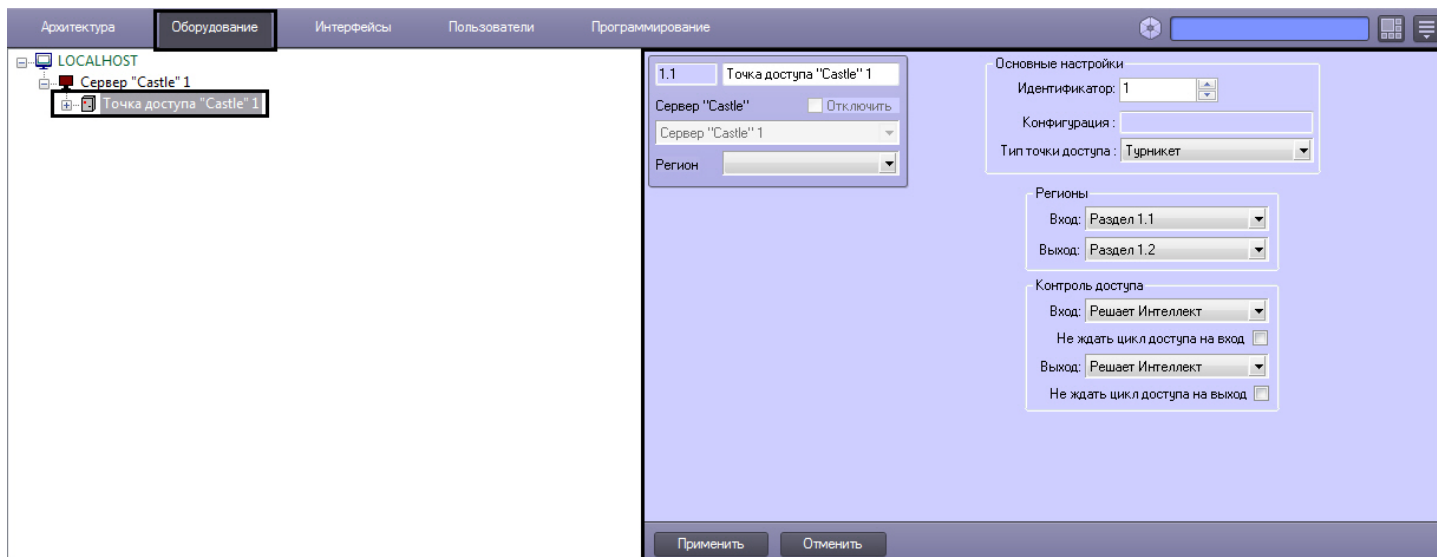 Архитектура Оборудование Интерфейсы Пользователи Программирование
LOCALHOST
Сервер "Castle" 1
Точка доступа "Castle" 1
1.1 Точка доступа "Castle" 1
Сервер "Castle" Отключить
Сервер "Castle" 1
Регион
Основные настройки
Идентификатор: 1
Конфигурация :
Тип точки доступа : Турникет
Регионы
Вход: Раздел 1.1
Выход: Раздел 1.2
Контроль доступа
Вход: Решает Интеллект
Не ждать цикл доступа на вход
Выход: Решает Интеллект
Не ждать цикл доступа на выход
Применить Отменить